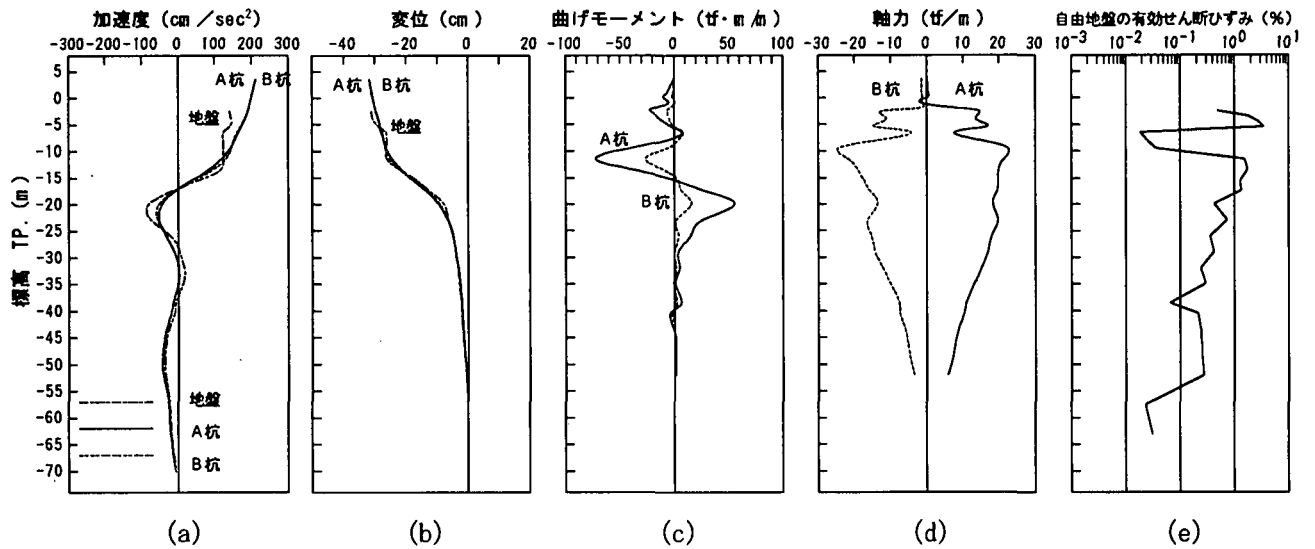 加速度 (cm／sec²)
-300 -200 -100 0 100 200 300
変位 (cm)
-40 -20 0 20
曲げモーメント (tf・m/m)
-100 -50 0 50 100
軸力 (tf/m)
-30 -20 -10 0 10 20 30
自由地盤の有効せん断ひずみ (%)
10⁻³ 10⁻² 10⁻¹ 10⁰ 10¹
標高 TP.(m)
5
0
-5
-10
-15
-20
-25
-30
-35
-40
-45
-50
-55
-60
-65
-70
A杭 B杭
地盤
地盤
A杭
B杭
A杭 B杭
地盤
A杭
B杭
B杭 A杭
(a) (b) (c) (d) (e)